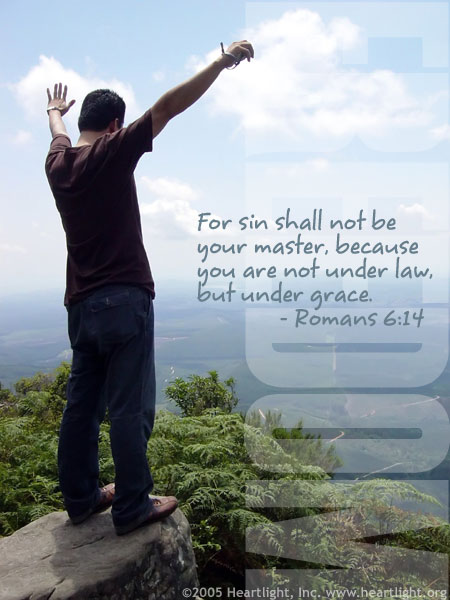 For sin shall not be
your master, because
you are not under law,
but under grace.
- Romans 6:14
©2005 Heartlight, Inc. www.heartlight.org